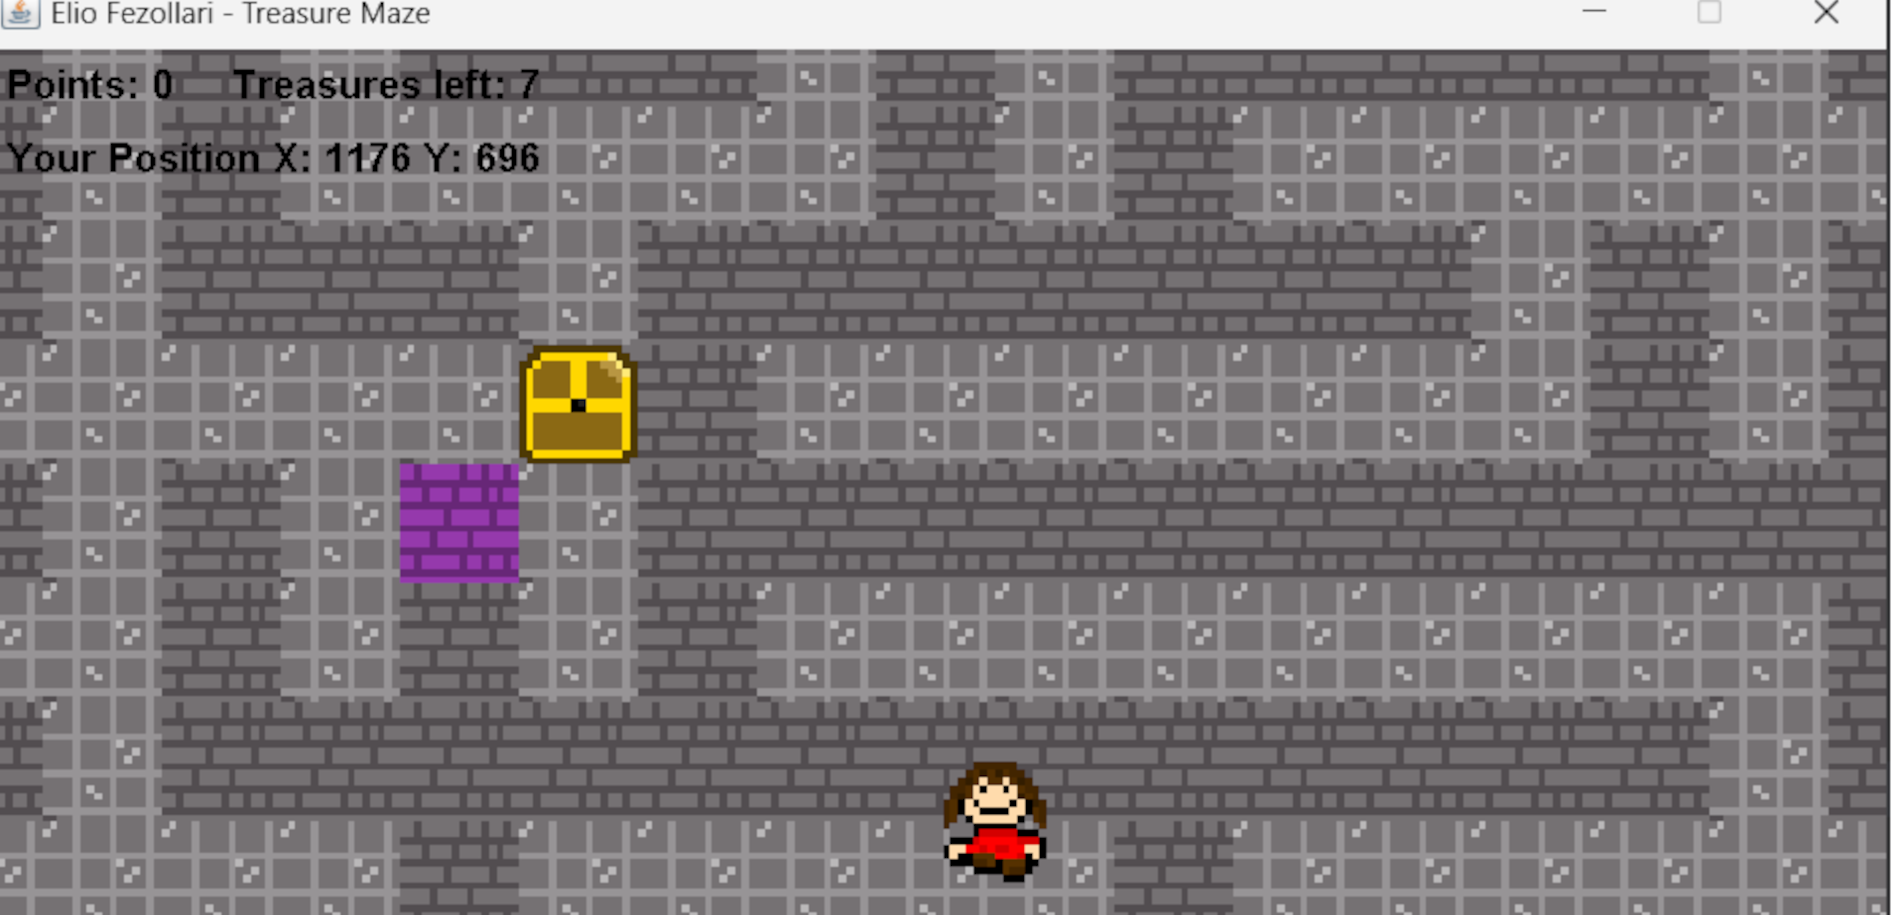 Elio Fezollari - Treasure Maze
Points: 0 Treasures left: 7
Your Position X: 1176 Y: 696